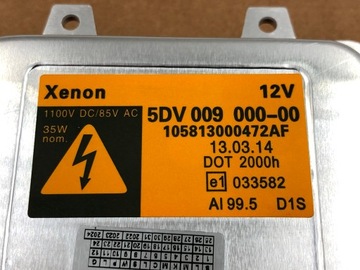 Xenon 12V
1100V DC/85V AC
5DV 009 000-00
35W
nom.
105813000472AF
13.03.14
DOT 2000h
e1 033582
Al 99.5 D1S